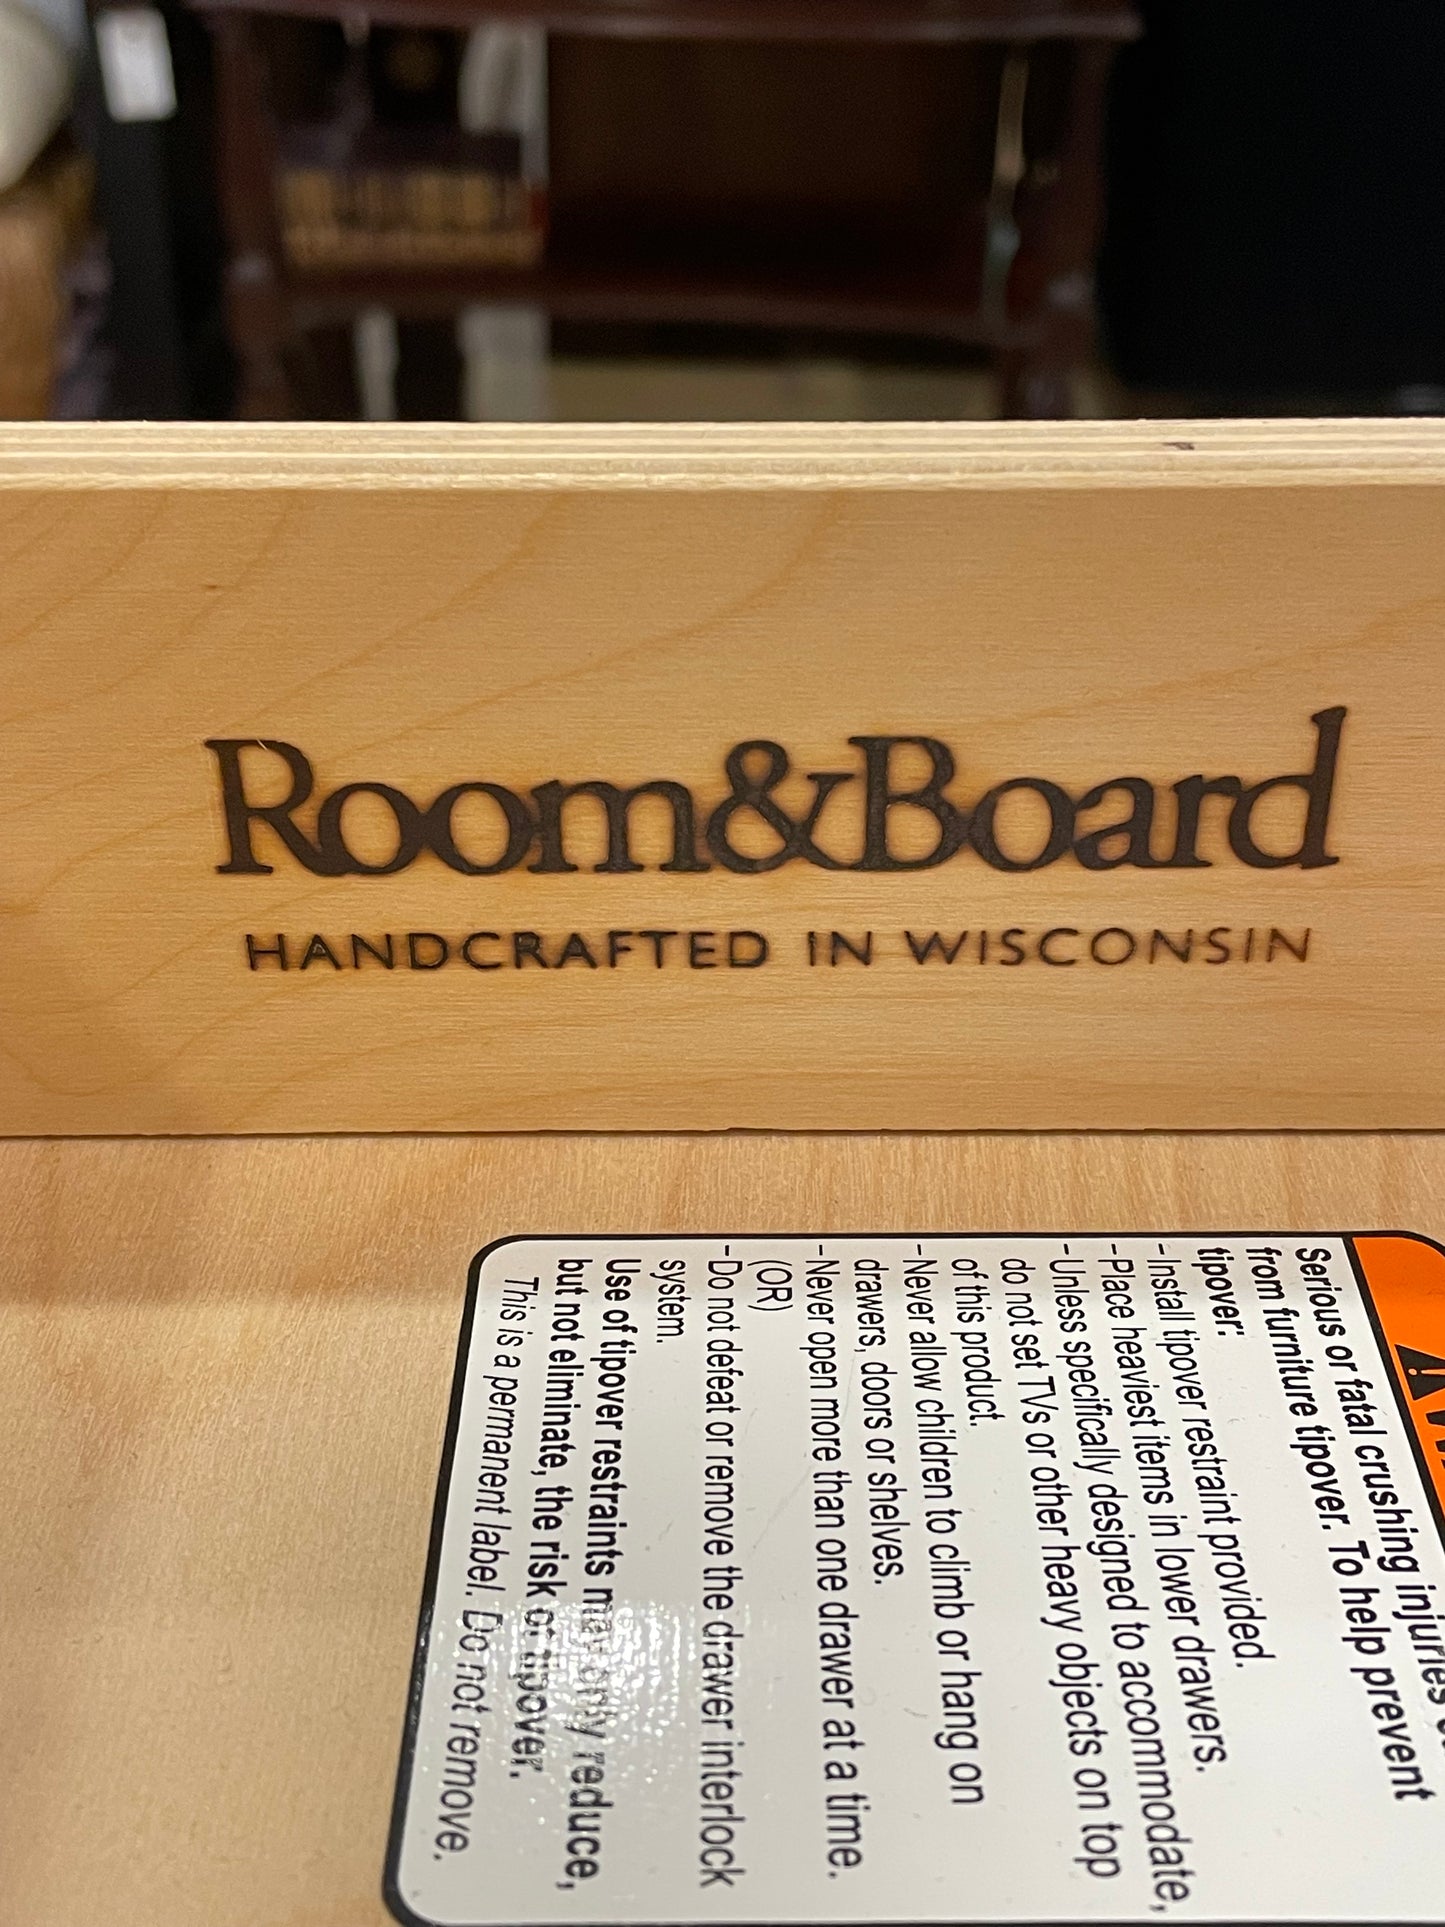 Room&Board
HANDCRAFTED IN WISCONSIN
Serious or fatal crushing injuries
from furniture tipover. To help prevent
tipover:
-Install tipover restraint provided.
-Place heaviest items in lower drawers.
-Unless specifically designed to accommodate,
do not set TVs or other heavy objects on top
of this product.
-Never allow children to climb or hang on
drawers, doors or shelves.
-Never open more than one drawer at a time.
(OR)
-Do not defeat or remove the drawer interlock
system.
Use of tipover restraints may only reduce,
but not eliminate, the risk of tipover.
This is a permanent label. Do not remove.